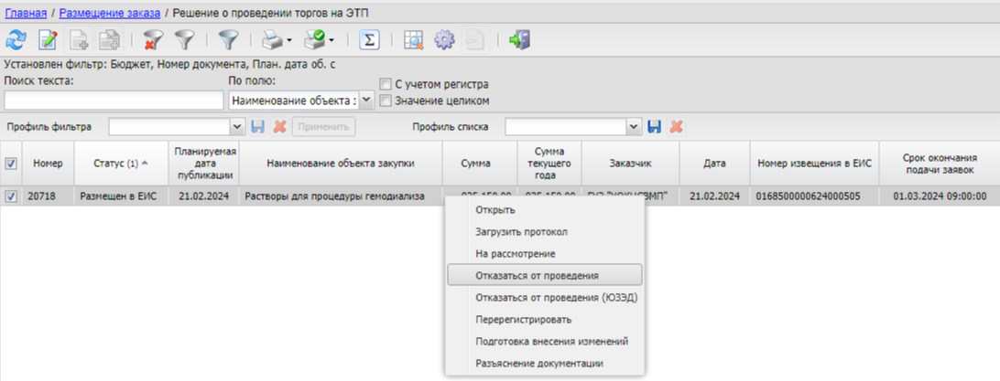 Главная / Размещение заказа / Решение о проведении торгов на ЭТП
Установлен фильтр: Бюджет, Номер документа, План. дата об. с
Поиск текста:
По полю:
С учетом регистра
Наименование объекта :
Значение целиком
Профиль фильтра
Применить
Профиль списка
Номер
Статус (1)
Планируемая дата публикации
Наименование объекта закупки
Сумма
Сумма текущего года
Заказчик
Дата
Номер извещения в ЕИС
Срок окончания подачи заявок
20718 Размещен в ЕИС 21.02.2024 Растворы для процедуры гемодиализа 21.02.2024 0168500000624000505 01.03.2024 09:00:00
Открыть
Загрузить протокол
На рассмотрение
Отказаться от проведения
Отказаться от проведения (ЮЗЭД)
Перерегистрировать
Подготовка внесения изменений
Разъяснение документации